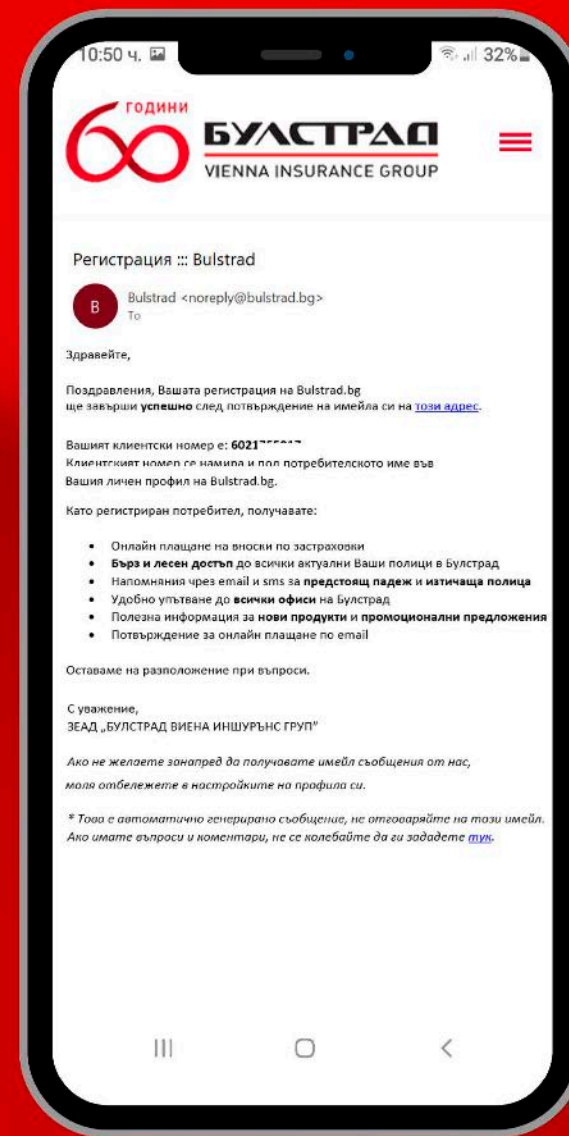 10:50 ч.
32%
60 ГОДИНИ
БУЛСТРАД
VIENNA INSURANCE GROUP
Регистрация ::: Bulstrad
B
Bulstrad <noreply@bulstrad.bg>
To
Здравейте,
Поздравления, Вашата регистрация на Bulstrad.bg
ще завърши успешно след потвърждение на имейла си на този адрес.
Вашият клиентски номер е: 6021
Клиентският номер се намира и под потребителското име във
Вашия личен профил на Bulstrad.bg.
Като регистриран потребител, получавате:
• Онлайн плащане на вноски по застраховки
• Бърз и лесен достъп до всички актуални Ваши полици в Булстрад
• Напомняния чрез email и sms за предстоящ падеж и изтичаща полица
• Удобно упътване до всички офиси на Булстрад
• Полезна информация за нови продукти и промоционални предложения
• Потвърждение за онлайн плащане по email
Оставаме на разположение при въпроси.
С уважение,
ЗЕАД „БУЛСТРАД ВИЕНА ИНШУРЪНС ГРУП"
Ако не желаете занапред да получавате имейл съобщения от нас,
моля отбележете в настройките на профила си.
* Това е автоматично генерирано съобщение, не отговаряйте на този имейл.
Ако имате въпроси и коментари, не се колебайте да ги зададете тук.